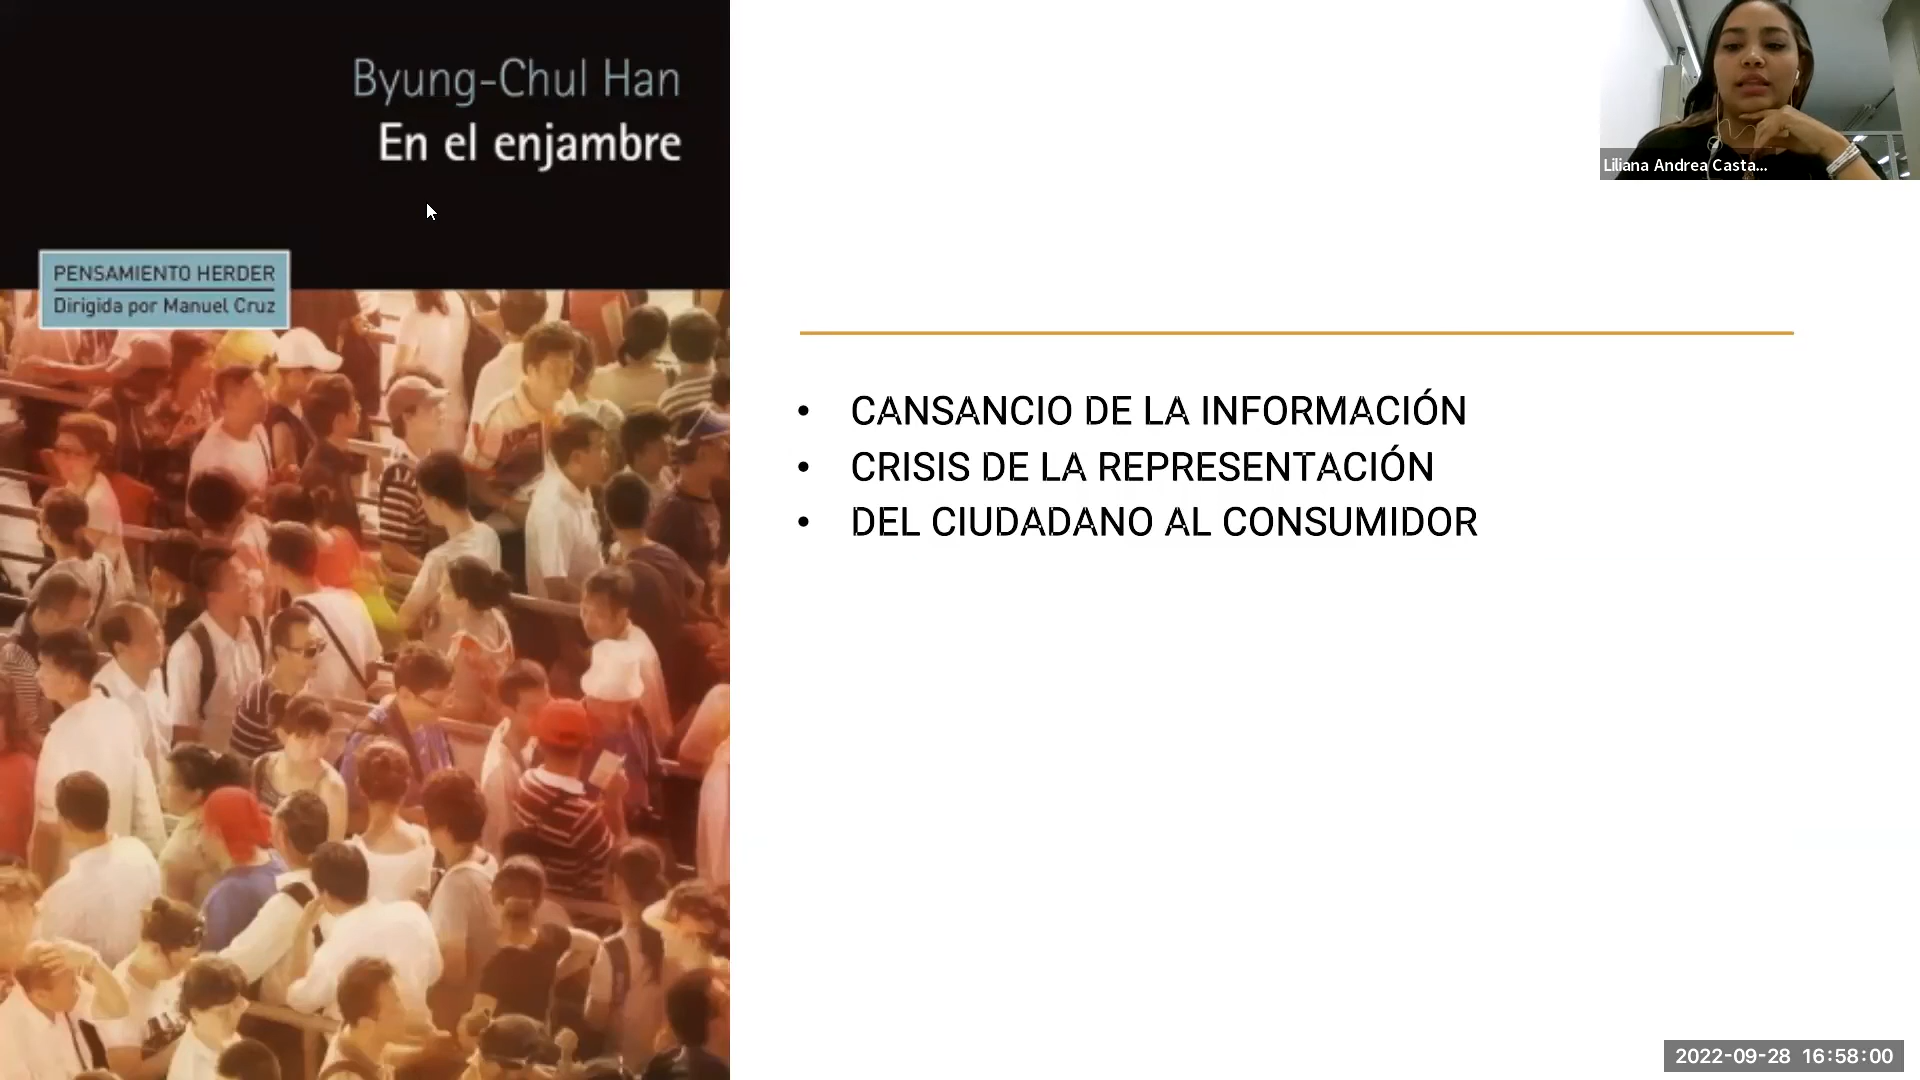 Byung-Chul Han
En el enjambre
PENSAMIENTO HERDER
Dirigida por Manuel Cruz
• CANSANCIO DE LA INFORMACIÓN
• CRISIS DE LA REPRESENTACIÓN
• DEL CIUDADANO AL CONSUMIDOR
Liliana Andrea Casta...
2022-09-28 16:58:00